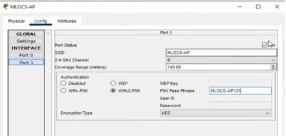 MLOCS-AP
Physical Config Attributes
GLOBAL
Settings
INTERFACE
Port 0
Port 1
Port 1
Port Status On
SSID MLOCS-AP
2.4 GHz Channel 6
Coverage Range (meters) 140.00
Authentication
Disabled WEP WEP Key
WPA-PSK WPA2-PSK PSK Pass Phrase MLOCS-AP123
User ID
Password
Encryption Type AES